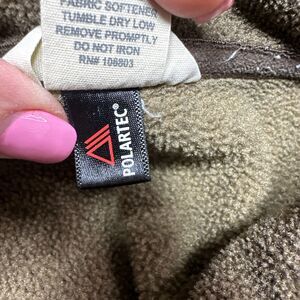 FABRIC SOFTENER
TUMBLE DRY LOW
REMOVE PROMPTLY
DO NOT IRON
RN# 106803
POLARTEC®